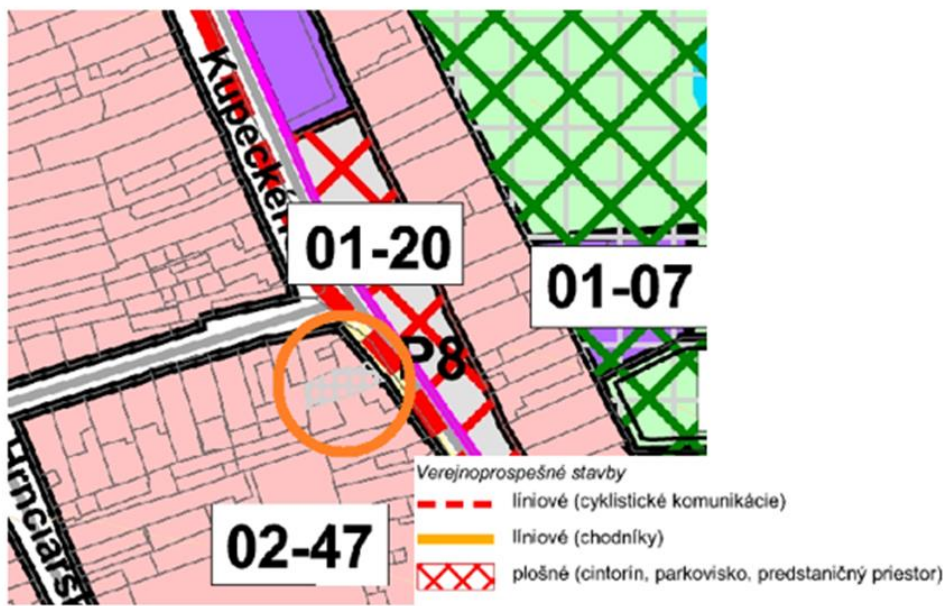 Kupeckéh
01-20
01-07
P8
Hrnčiarsk
02-47
Verejnoprospešné stavby
líniové (cyklistické komunikácie)
líniové (chodníky)
plošné (cintorín, parkovisko, predstaničný priestor)